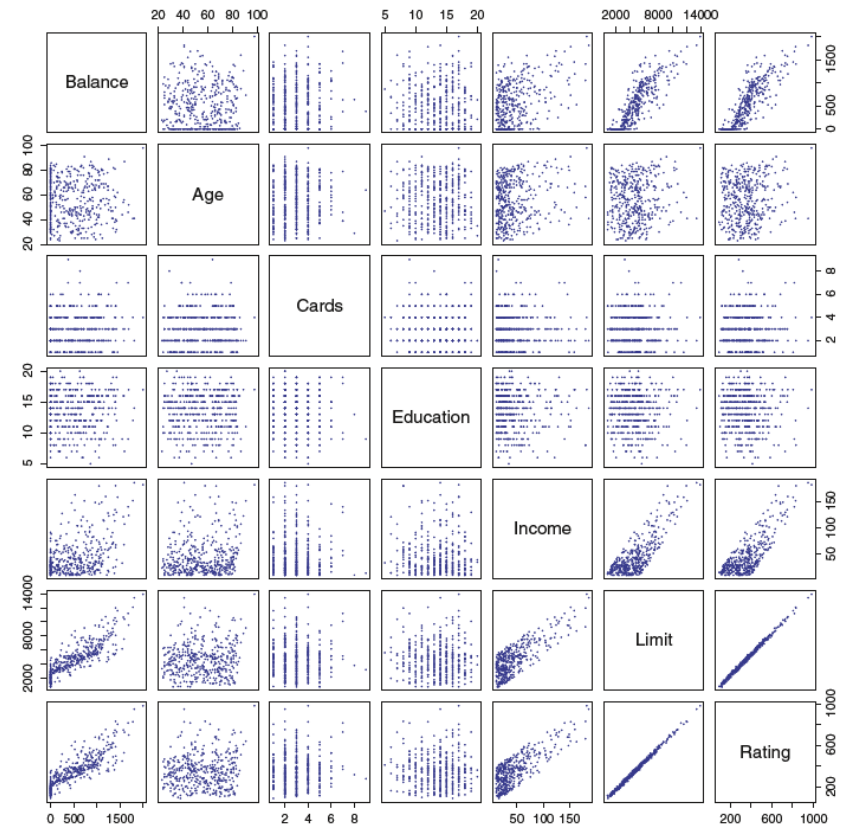 20 40 60 80 100 5 10 15 20 2000 8000 14000
Balance
0 500 1500
20 40 60 80 100
Age
Cards
2 4 6 8
5 10 15 20
Education
Income
50 100 150
2000 8000 14000
Limit
Rating
200 600 1000
0 500 1500 2 4 6 8 50 100 150 200 600 1000